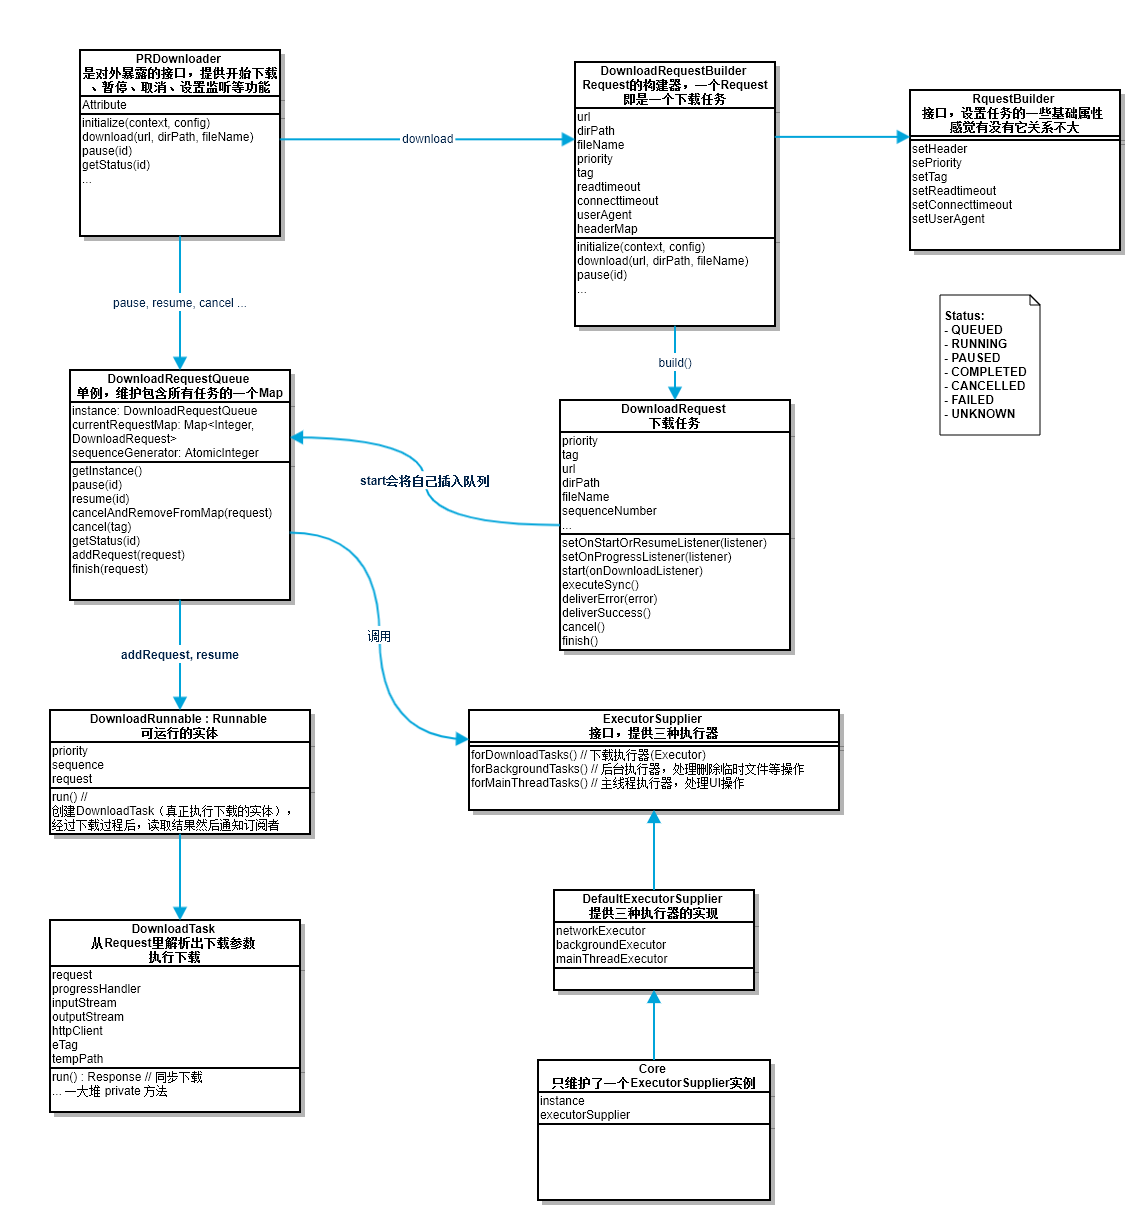 PRDownloader
是对外暴露的接口，提供开始下载
、暂停、取消、设置监听等功能
Attribute
initialize(context, config)
download(url, dirPath, fileName)
pause(id)
getStatus(id)
...
download
DownloadRequestBuilder
Request的构建器，一个Request
即是一个下载任务
url
dirPath
fileName
priority
tag
readtimeout
connecttimeout
userAgent
headerMap
initialize(context, config)
download(url, dirPath, fileName)
pause(id)
...
RquestBuilder
接口，设置任务的一些基础属性
感觉有没有它关系不大
setHeader
sePriority
setTag
setReadtimeout
setConnecttimeout
setUserAgent
Status:
- QUEUED
- RUNNING
- PAUSED
- COMPLETED
- CANCELLED
- FAILED
- UNKNOWN
pause, resume, cancel ...
build()
DownloadRequestQueue
单例，维护包含所有任务的一个Map
instance: DownloadRequestQueue
currentRequestMap: Map<Integer,
DownloadRequest>
sequenceGenerator: AtomicInteger
getInstance()
pause(id)
resume(id)
cancelAndRemoveFromMap(request)
cancel(tag)
getStatus(id)
addRequest(request)
finish(request)
start会将自己插入队列
DownloadRequest
下载任务
priority
tag
url
dirPath
fileName
sequenceNumber
...
setOnStartOrResumeListener(listener)
setOnProgressListener(listener)
start(onDownloadListener)
executeSync()
deliverError(error)
deliverSuccess()
cancel()
finish()
调用
addRequest, resume
DownloadRunnable : Runnable
可运行的实体
priority
sequence
request
run() //
创建DownloadTask（真正执行下载的实体），
经过下载过程后，读取结果然后通知订阅者
ExecutorSupplier
接口，提供三种执行器
forDownloadTasks() // 下载执行器(Executor)
forBackgroundTasks() // 后台执行器，处理删除临时文件等操作
forMainThreadTasks() // 主线程执行器，处理UI操作
DefaultExecutorSupplier
提供三种执行器的实现
networkExecutor
backgroundExecutor
mainThreadExecutor
DownloadTask
从Request里解析出下载参数
执行下载
request
progressHandler
inputStream
outputStream
httpClient
eTag
tempPath
run() : Response // 同步下载
... 一大堆 private 方法
Core
只维护了一个ExecutorSupplier实例
instance
executorSupplier